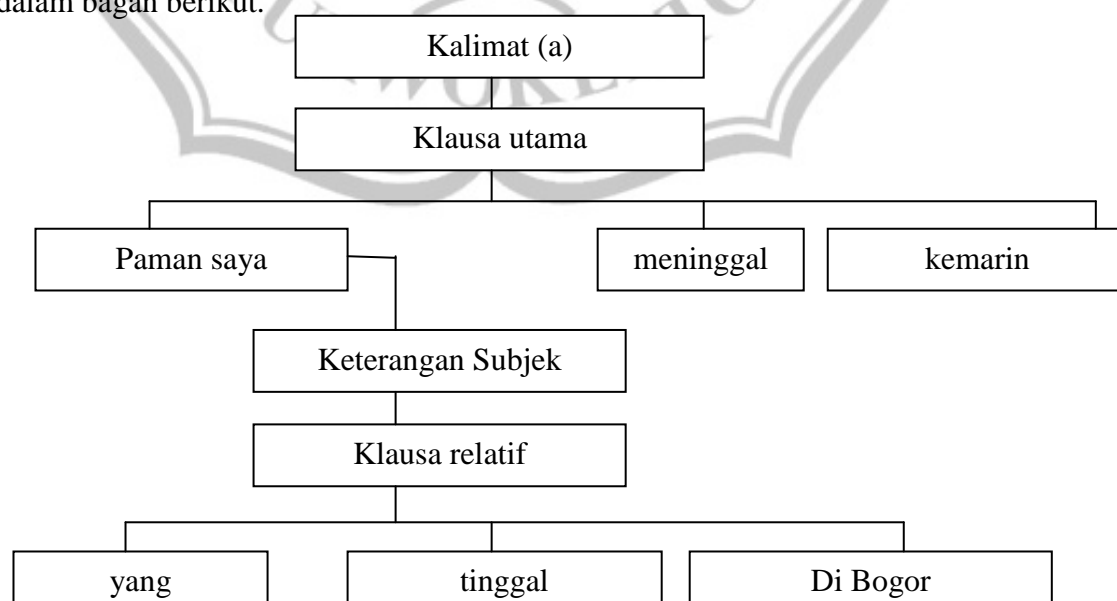 dalam bagan berikut.
Kalimat (a)
Klausa utama
Paman saya meninggal kemarin
Keterangan Subjek
Klausa relatif
yang tinggal Di Bogor